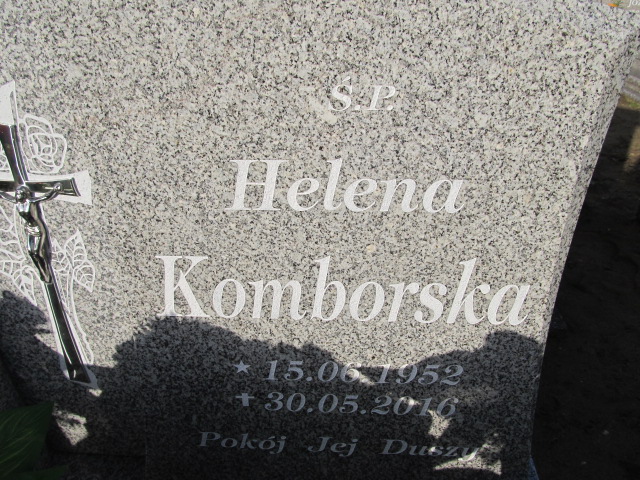 Ś.P.
Helena
Komborska
★ 15.06.1952
✝ 30.05.2016
Pokój Jej Duszy